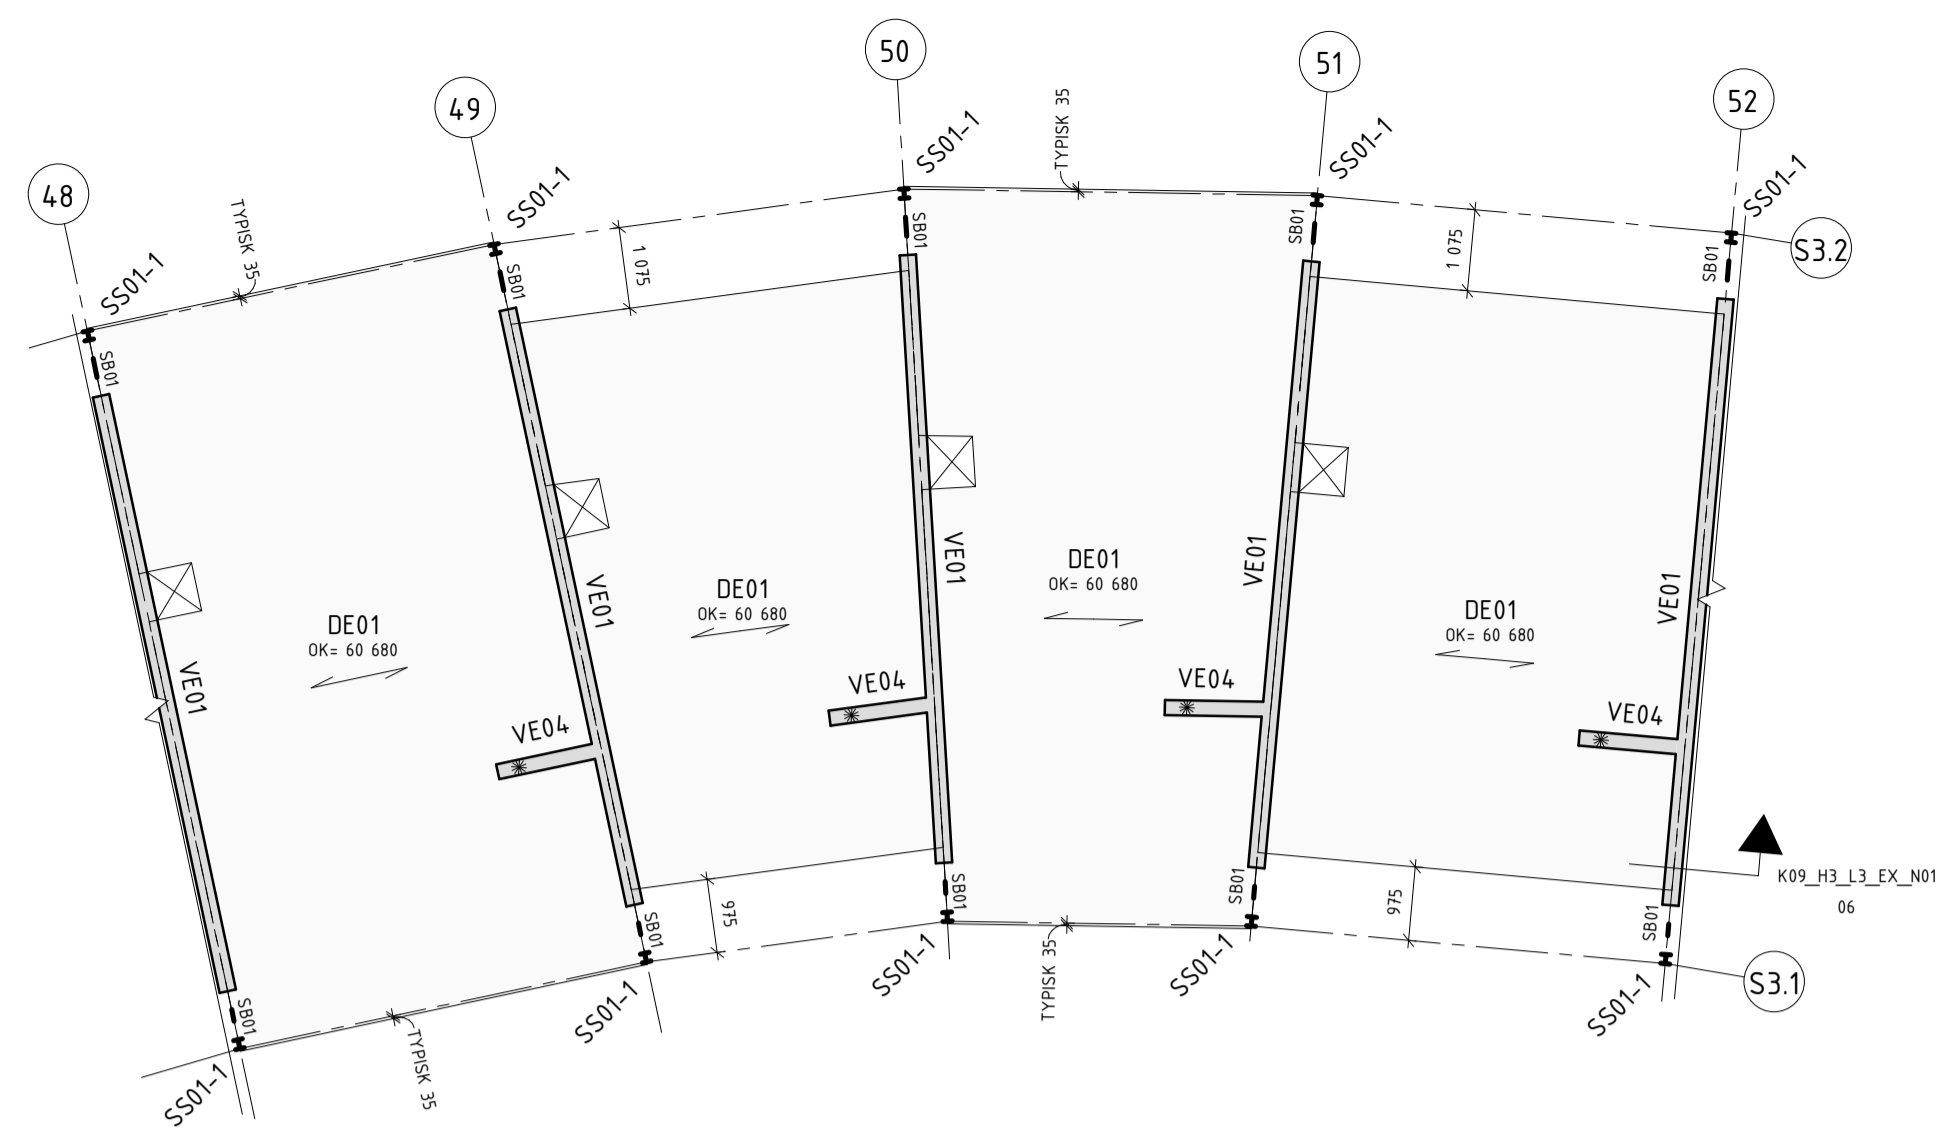 50
51
52
49
48
TYPISK 35
SS01-1
SS01-1
SS01-1
SS01-1
SS01-1
TYPISK 35
S3.2
SB01
SB01
SB01
SB01
SB01
1 075
1 075
VE01
VE01
VE01
VE01
VE01
DE01
OK= 60 680
DE01
OK= 60 680
DE01
OK= 60 680
DE01
OK= 60 680
VE04
VE04
VE04
VE04
K09_H3_L3_EX_N01
06
SB01
SB01
SB01
SB01
SB01
975
975
SS01-1
SS01-1
SS01-1
SS01-1
SS01-1
TYPISK 35
TYPISK 35
S3.1